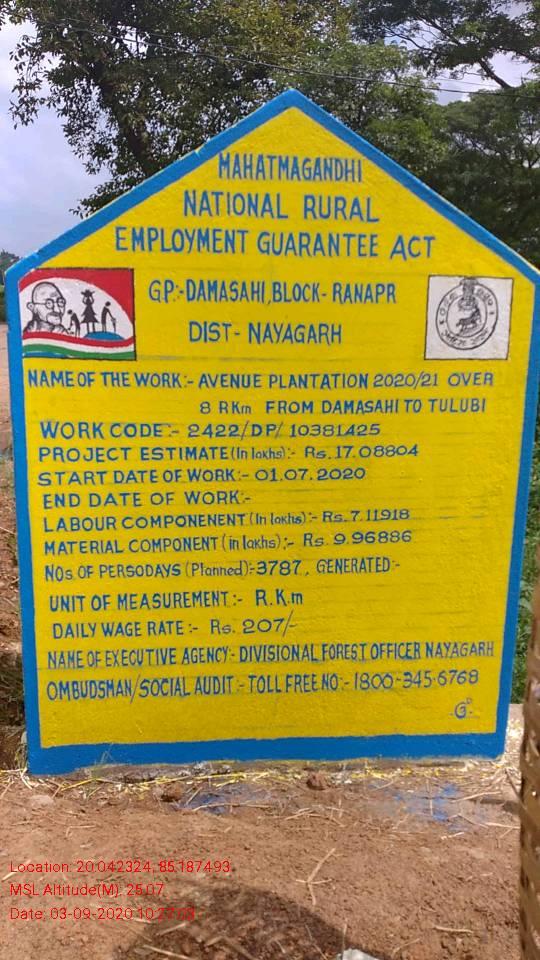 MAHATMAGANDHI
NATIONAL RURAL
EMPLOYMENT GUARANTEE ACT
G.P:-DAMASAHI, BLOCK- RANAPR
DIST- NAYAGARH
NAME OF THE WORK:- AVENUE PLANTATION 2020/21 OVER
8 RKm FROM DAMASAHI TO TULUBI
WORK CODE:- 2422/DP/10381425
PROJECT ESTIMATE (In lakhs):- Rs.17.08804
START DATE OF WORK:- 01.07.2020
END DATE OF WORK:-
LABOUR COMPONENENT (In lakhs):- Rs.7.11918
MATERIAL COMPONENT (in lakhs):- Rs. 9.96886
NOs. OF PERSODAYS (Planned):-3787, GENERATED:-
UNIT OF MEASUREMENT:- R.K.m
DAILY WAGE RATE:- Rs. 207/-
NAME OF EXECUTIVE AGENCY:- DIVISIONAL FOREST OFFICER NAYAGARH
OMBUDSMAN/SOCIAL AUDIT:- TOLL FREE NO:- 1800-345-6768
Location: 20.042324, 85.187493.
MSL Altitude(M): 25.07
Date: 03-09-2020 10:27:03